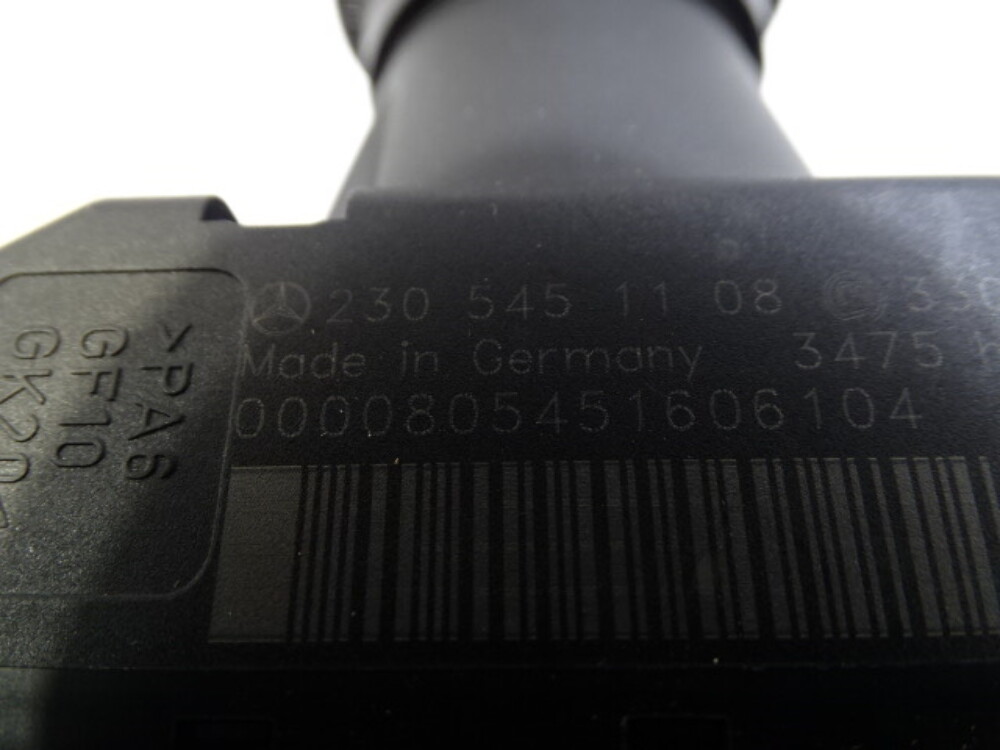 230 545 11 08
Made in Germany 3475
0000805451606104
>PA6
GF10